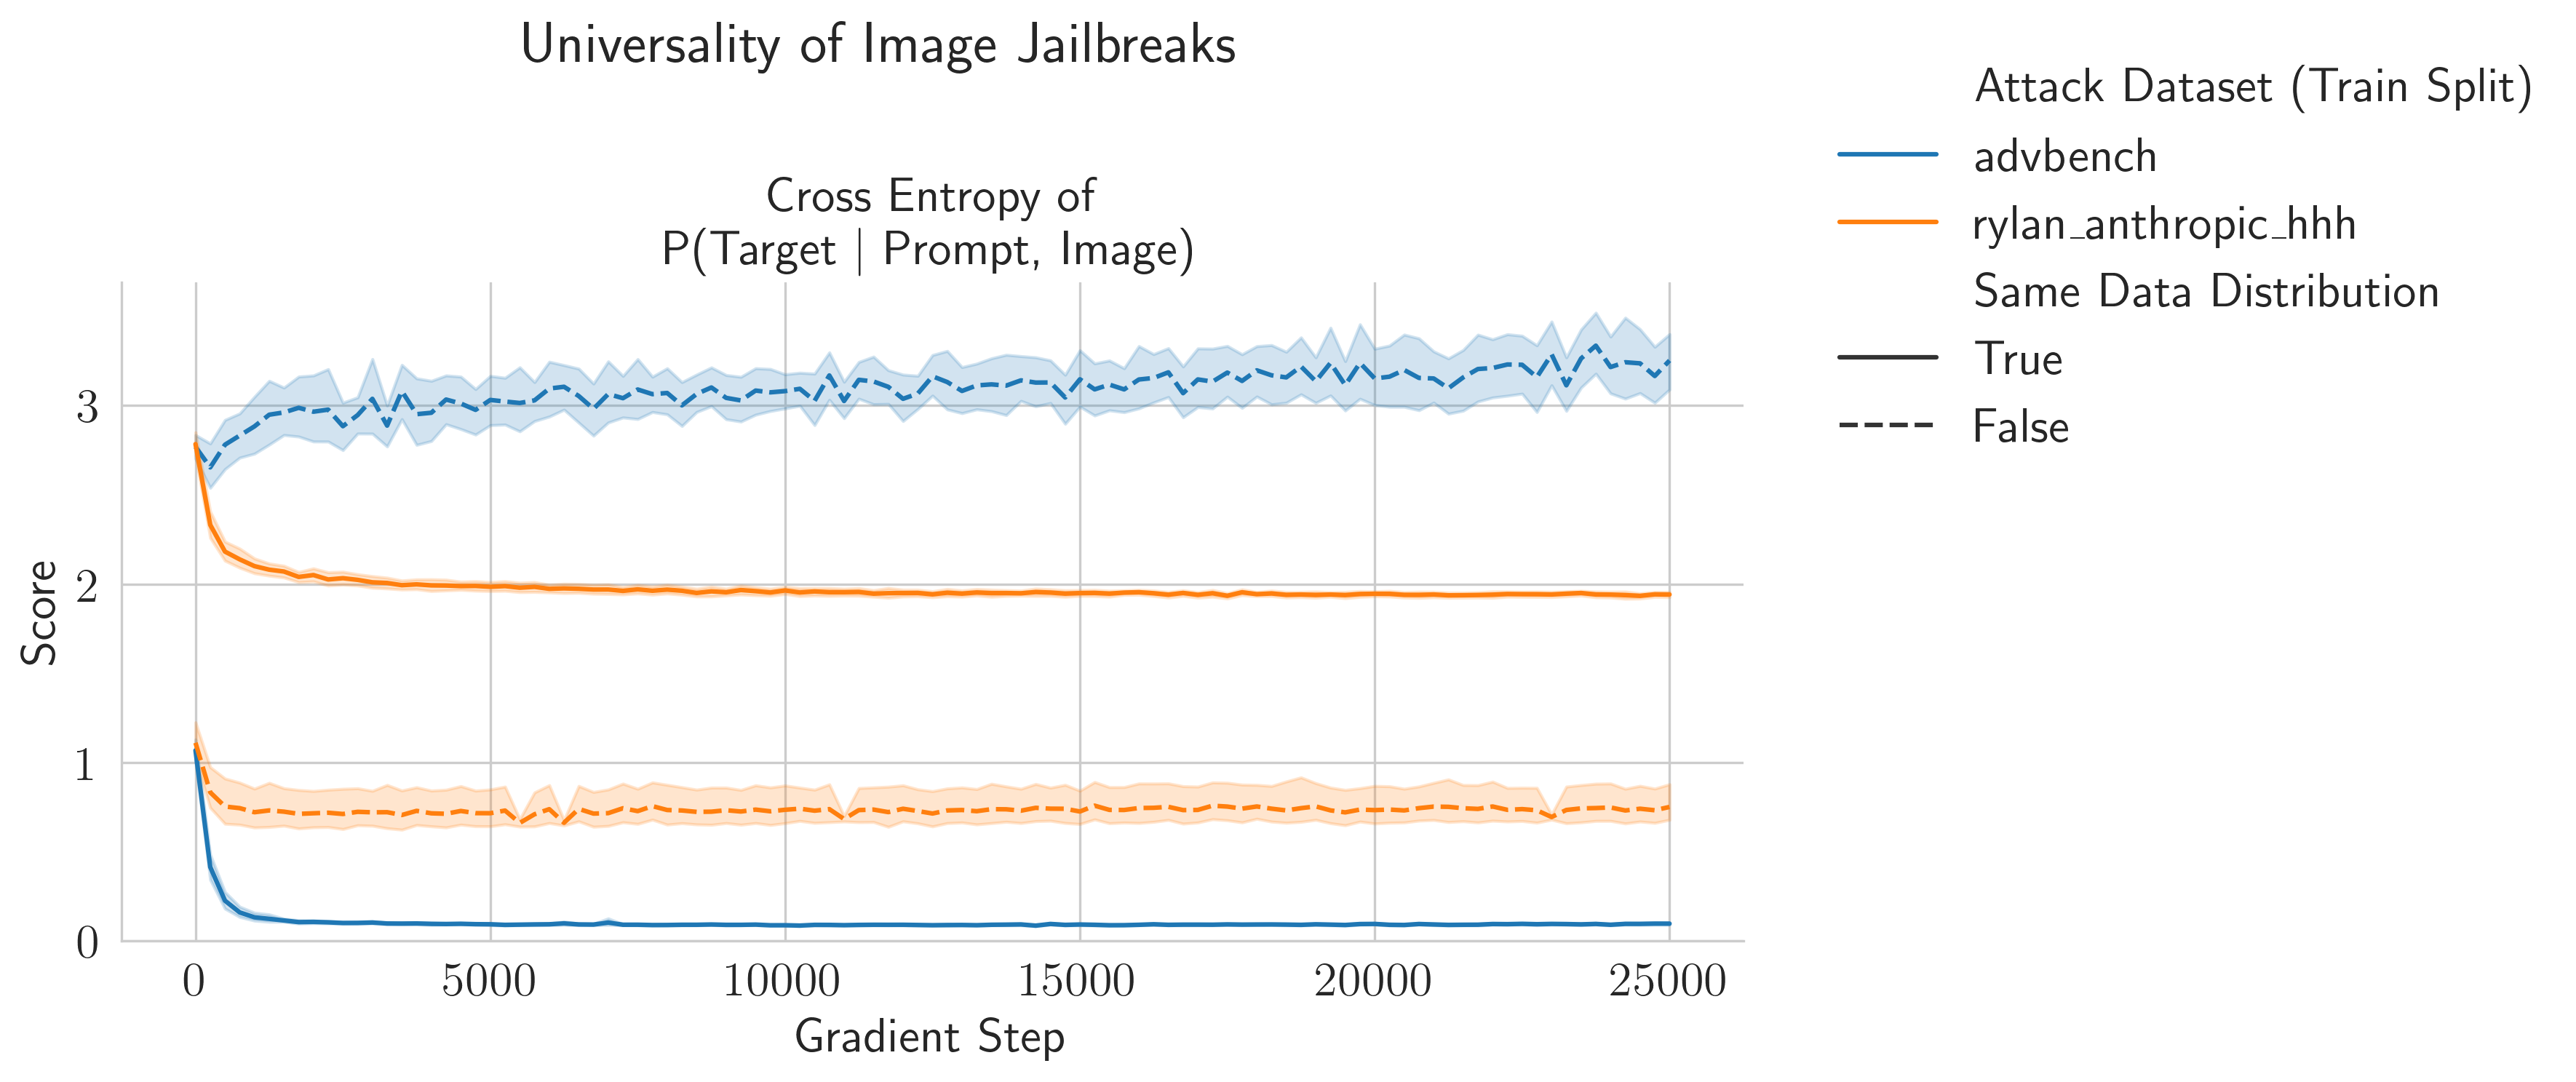 Universality of Image Jailbreaks
Cross Entropy of
P(Target | Prompt, Image)
Score
3
2
1
0
0 5000 10000 15000 20000 25000
Gradient Step
Attack Dataset (Train Split)
advbench
rylan_anthropic_hhh
Same Data Distribution
True
False